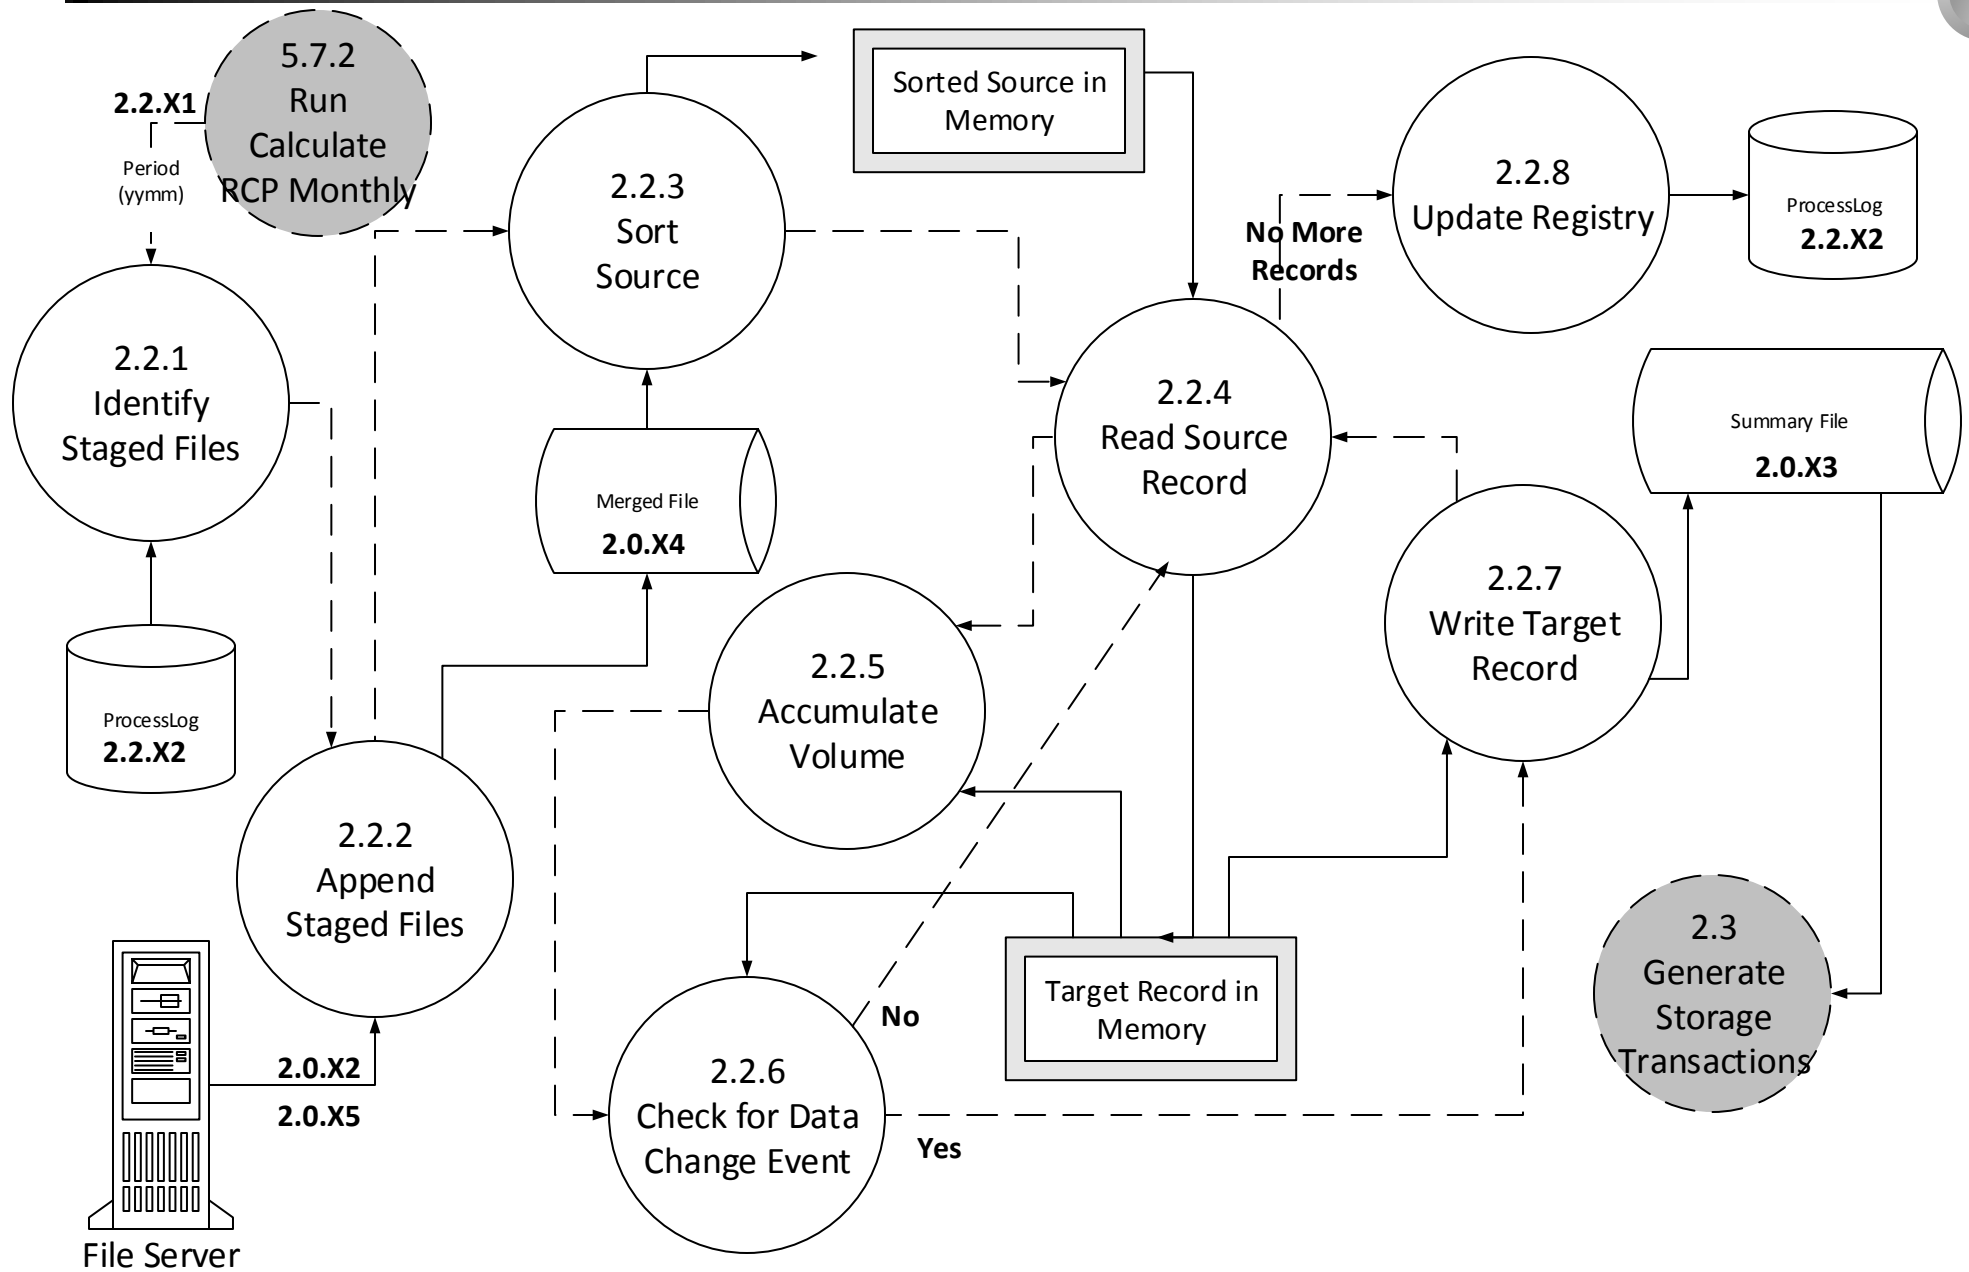 5.7.2
Run
Calculate
RCP Monthly
2.2.X1
Period
(yymm)
2.2.1
Identify
Staged Files
ProcessLog
2.2.X2
2.2.2
Append
Staged Files
2.0.X2
2.0.X5
File Server
2.2.3
Sort
Source
Merged File
2.0.X4
Sorted Source in
Memory
2.2.4
Read Source
Record
2.2.5
Accumulate
Volume
2.2.6
Check for Data
Change Event
No
Yes
Target Record in
Memory
No More
Records
2.2.8
Update Registry
ProcessLog
2.2.X2
Summary File
2.0.X3
2.2.7
Write Target
Record
2.3
Generate
Storage
Transactions